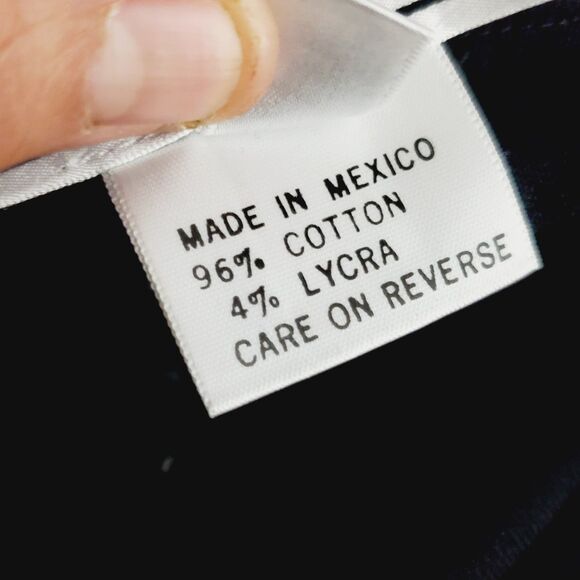 MADE IN MEXICO
96% COTTON
4% LYCRA
CARE ON REVERSE